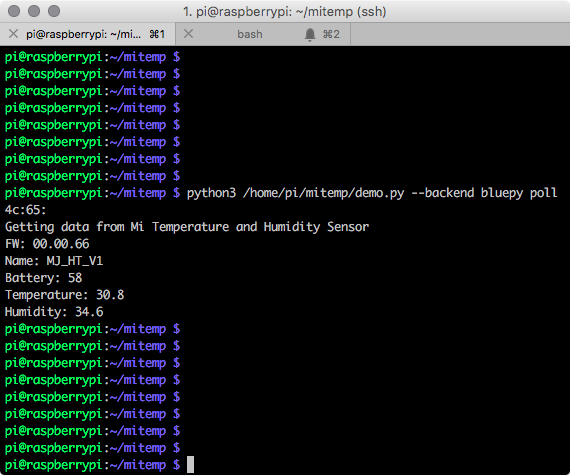 1. pi@raspberrypi: ~/mitemp (ssh)
pi@raspberrypi: ~/mi... ⌘1 bash ⌘2
pi@raspberrypi:~/mitemp $
pi@raspberrypi:~/mitemp $
pi@raspberrypi:~/mitemp $
pi@raspberrypi:~/mitemp $
pi@raspberrypi:~/mitemp $
pi@raspberrypi:~/mitemp $
pi@raspberrypi:~/mitemp $
pi@raspberrypi:~/mitemp $
pi@raspberrypi:~/mitemp $ python3 /home/pi/mitemp/demo.py --backend bluepy poll
4c:65:
Getting data from Mi Temperature and Humidity Sensor
FW: 00.00.66
Name: MJ_HT_V1
Battery: 58
Temperature: 30.8
Humidity: 34.6
pi@raspberrypi:~/mitemp $
pi@raspberrypi:~/mitemp $
pi@raspberrypi:~/mitemp $
pi@raspberrypi:~/mitemp $
pi@raspberrypi:~/mitemp $
pi@raspberrypi:~/mitemp $
pi@raspberrypi:~/mitemp $
pi@raspberrypi:~/mitemp $
pi@raspberrypi:~/mitemp $